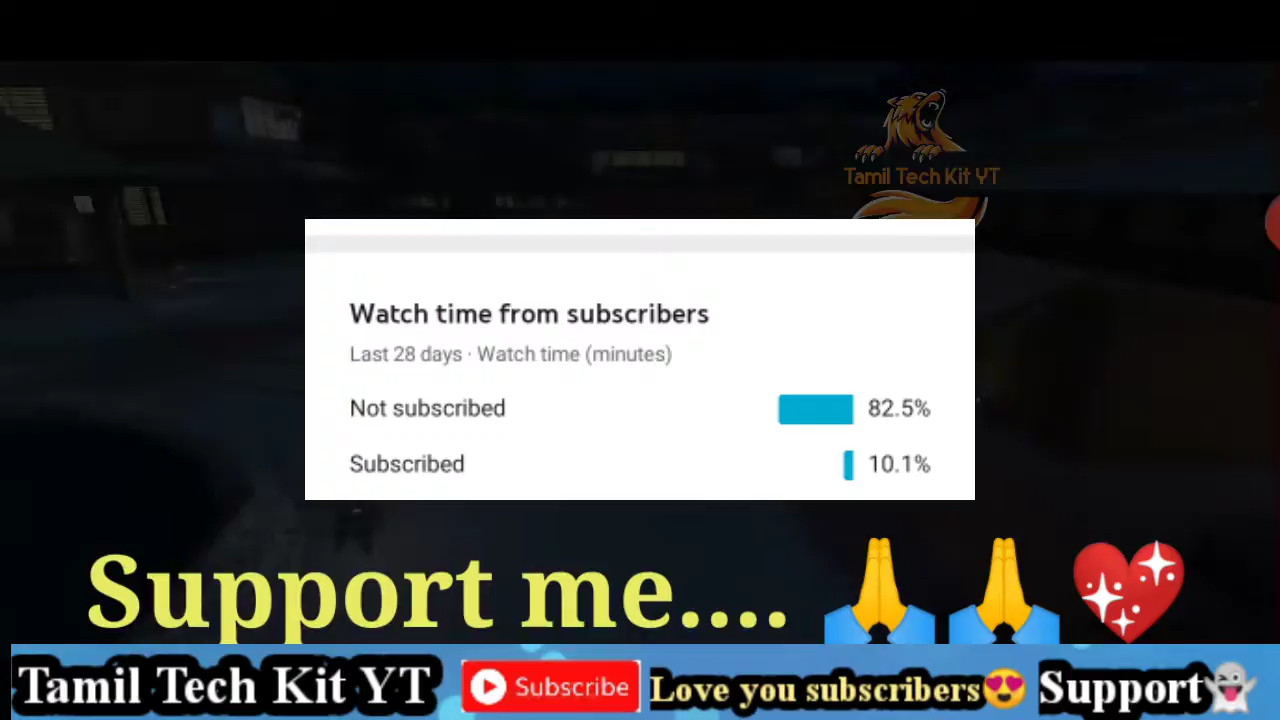 Tamil Tech Kit YT
Watch time from subscribers
Last 28 days · Watch time (minutes)
Not subscribed 82.5%
Subscribed 10.1%
Support me....🙏🙏💖
Tamil Tech Kit YT Subscribe Love you subscribers😍 Support👻